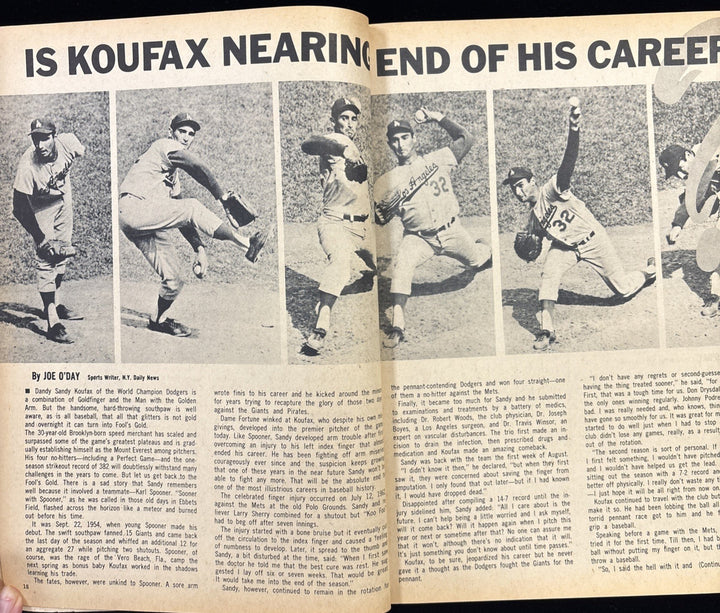 IS KOUFAX NEARING END OF HIS CAREER
Los Angeles
32
32
By JOE O'DAY Sports Writer, N.Y. Daily News
■ Dandy Sandy Koufax of the World Champion Dodgers is
a combination of Goldfinger and the Man with the Golden
Arm. But the handsome, hard-throwing southpaw is well
aware, as is all baseball, that all that glitters is not gold
and overnight it can turn into Fool's Gold.
The 30-year old Brooklyn-born speed merchant has scaled and
surpassed some of the game's greatest plateaus and is grad
ually establishing himself as the Mount Everest among pitchers.
His four no-hitters—including a Perfect Game—and the one-
season strikeout record of 382 will doubtlessly withstand many
challenges in the years to come. But let us get back to the
Fool's Gold. There is a sad story that Sandy remembers
well because it involved a teammate—Karl Spooner. "Sooner
with Spooner," as he was called in those old days in Ebbets
Field, flashed across the horizon like a meteor and burned
out before his time.
It was Sept. 22, 1954, when young Spooner made his
debut. The swift southpaw fanned 15 Giants and came back
the last day of the season and whiffed an additional 12 for
an aggregate 27 while pitching two shutouts. Spooner, of
course, was the rage of the Vero Beach, Fla., camp the
next spring as bonus baby Koufax worked in the shadows
learning his trade.
The fates, however, were unkind to Spooner. A sore arm
18
wrote finis to his career and he kicked around the minors
for years trying to recapture the glory of those two days
against the Giants and Pirates.
Dame Fortune winked at Koufax, who despite his own mis
givings, developed into the premier pitcher of the game
today. Like Spooner, Sandy developed arm trouble after
overcoming an injury to his left index finger that almost
ended his career. He has been fighting off arm miseries
courageously ever since and the suspicion keeps growing
that one of these years in the near future Sandy won't be
able to fight any more. That will be the absolute end to
one of the most illustrious careers in baseball history.
The celebrated finger injury occurred on July 12, 1962,
against the Mets at the old Polo Grounds. Sandy and re
liever Larry Sherry combined for a shutout but "Koo Foo"
had to beg off after seven innings.
The injury started with a bone bruise but it eventually cut
off the circulation to the index finger and caused a feeling
of numbness to develop. Later, it spread to the thumb and
Sandy, a bit disturbed at the time, said: "When I first saw
the doctor he told me that the best cure was rest. He sug
gested I lay off six or seven weeks. That would be great.
It would take me into the end of the season."
Sandy, however, continued to remain in the rotation for
the pennant-contending Dodgers and won four straight—one
of them a no-hitter against the Mets.
Finally, it became too much for Sandy and he submitted
to examinations and treatments by a battery of medics,
including Dr. Robert Woods, the club physician, Dr. Joseph
Boyes, a Los Angeles surgeon, and Dr. Travis Winsor, an
expert on vascular disturbances. The trio first made an in-
cision to drain the infection, then prescribed drugs and
medication and Koufax made an amazing comeback.
Sandy was back with the team the first week of August.
"I didn't know it then," he declared, "but when they first
saw it, they were concerned about saving the finger from
amputation. I only found that out later—but if I had known
it, I would have dropped dead."
Disappointed after compiling a 14-7 record until the in-
jury sidelined him, Sandy added: "All I care about is the
future. I can't help being a little worried and I ask myself,
will it come back? Will it happen again when I pitch this
year or next or sometime after that? No one can assure me
that it won't, although there's no indication that it will.
It's just something you don't know about until time passes."
Koufax, to be sure, jeopardized his career but he never
gave it a thought as the Dodgers fought the Giants for the
pennant.
"I don't have any regrets or second-guesses
having the thing treated sooner," he said, "for
First, that was a tough time for us. Don Drysdale
the only ones winning regularly. Johnny Podres
bad. I was really needed and, who knows, things
have gone so smoothly for us. It was great for me
started to do well just when I had to stop
club didn't lose any games, really, as a result
out of the rotation.
"The second reason is sort of personal. If
I first felt something, I wouldn't have pitched
and I wouldn't have helped us get the lead.
sitting out the season with a 7-2 record and
better off physically. I really don't waste any time
—I just hope it will be all right from now on."
Koufax continued to travel with the club but
make it so. He had been lobbing the ball all
torrid pennant race got to him and he tried to
grip a baseball.
Speaking before a game with the Mets,
tried it for the first time. Till then, I had
ball without putting my finger on it, but
throw a baseball.
"(So, I said the hell with it and (Continued